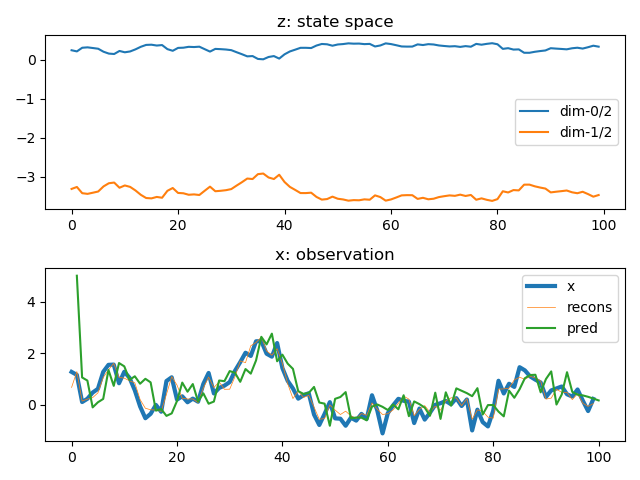 z: state space
0
−1
−2
−3
dim-0/2
dim-1/2
0 20 40 60 80 100
x: observation
4
2
0
x
recons
pred
0 20 40 60 80 100